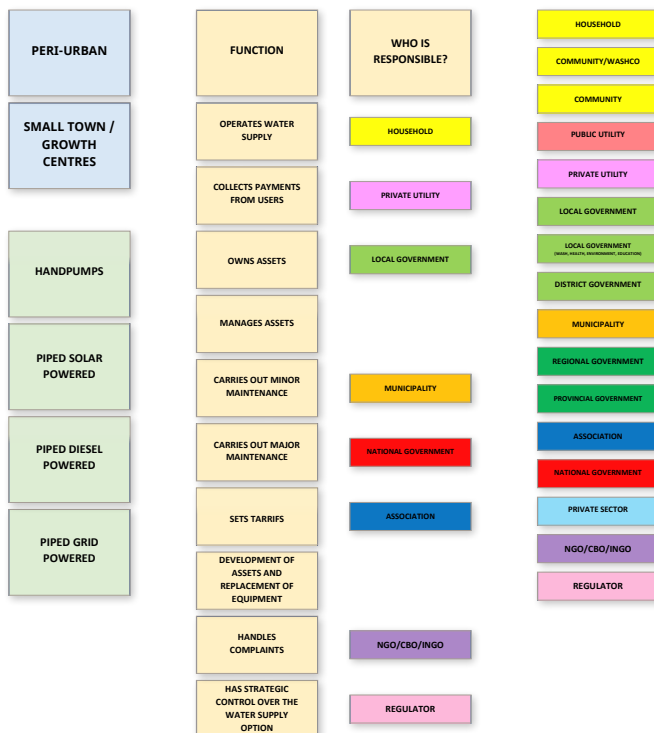 PERI-URBAN
SMALL TOWN /
GROWTH
CENTRES
HANDPUMPS
PIPED SOLAR
POWERED
PIPED DIESEL
POWERED
PIPED GRID
POWERED
FUNCTION
OPERATES WATER
SUPPLY
COLLECTS PAYMENTS
FROM USERS
OWNS ASSETS
MANAGES ASSETS
CARRIES OUT MINOR
MAINTENANCE
CARRIES OUT MAJOR
MAINTENANCE
SETS TARRIFS
DEVELOPMENT OF
ASSETS AND
REPLACEMENT OF
EQUIPMENT
HANDLES
COMPLAINTS
HAS STRATEGIC
CONTROL OVER THE
WATER SUPPLY
OPTION
WHO IS
RESPONSIBLE?
HOUSEHOLD
PRIVATE UTILITY
LOCAL GOVERNMENT
MUNICIPALITY
NATIONAL GOVERNMENT
ASSOCIATION
NGO/CBO/INGO
REGULATOR
HOUSEHOLD
COMMUNITY/WASHCO
COMMUNITY
PUBLIC UTILITY
PRIVATE UTILITY
LOCAL GOVERNMENT
LOCAL GOVERNMENT
(WASH, HEALTH, ENVIRONMENT, EDUCATION)
DISTRICT GOVERNMENT
MUNICIPALITY
REGIONAL GOVERNMENT
PROVINCIAL GOVERNMENT
ASSOCIATION
NATIONAL GOVERNMENT
PRIVATE SECTOR
NGO/CBO/INGO
REGULATOR